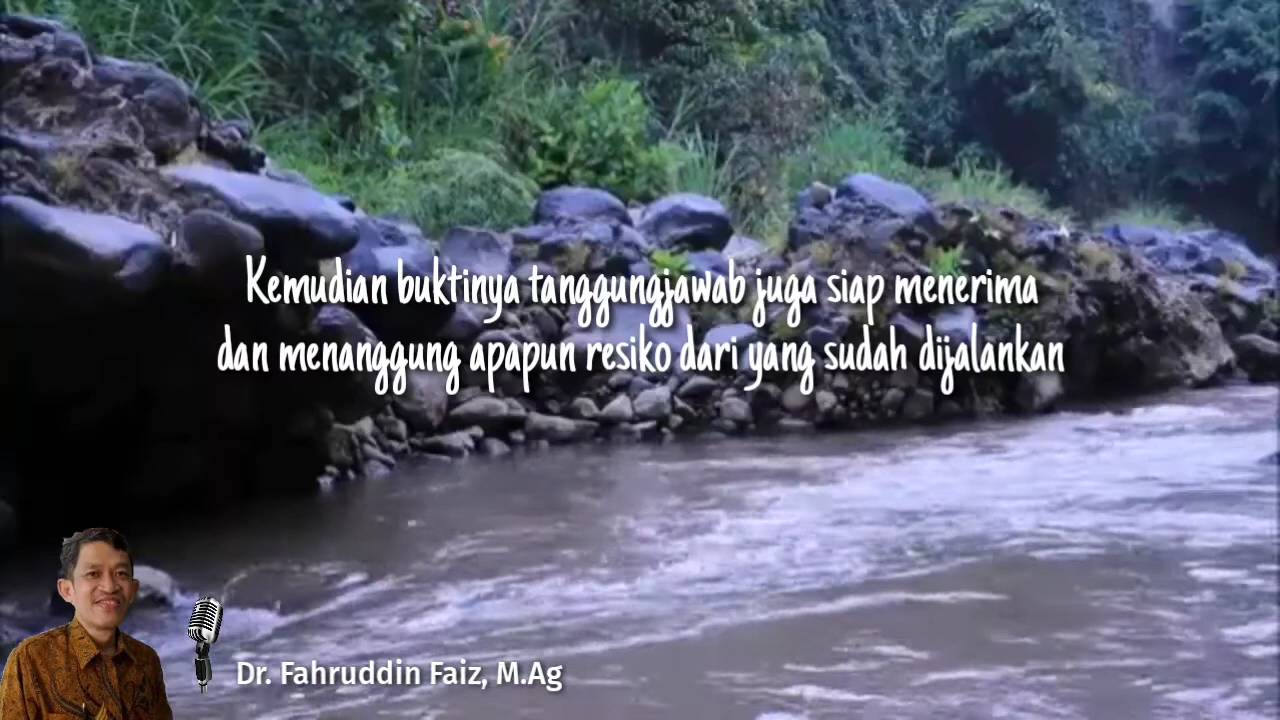 Kemudian buktinya tanggungjawab juga siap menerima
dan menanggung apapun resiko dari yang sudah dijalankan
Dr. Fahruddin Faiz, M.Ag